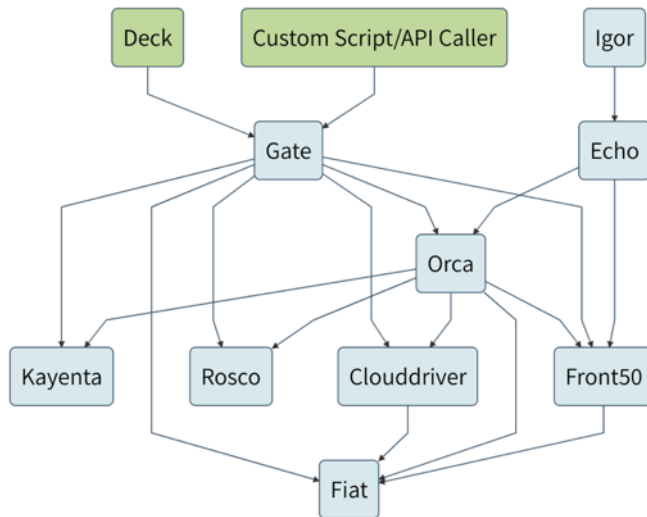 Deck
Custom Script/API Caller
Igor
Gate
Echo
Orca
Kayenta
Rosco
Clouddriver
Front50
Fiat